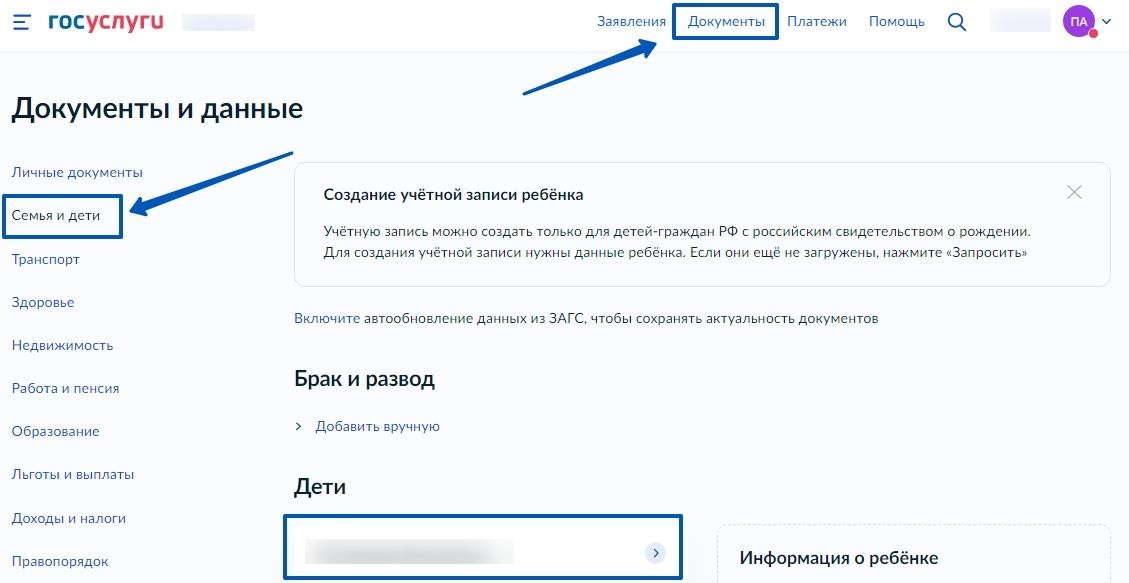 госуслуги
Заявления Документы Платежи Помощь ПА
Документы и данные
Личные документы
Семья и дети
Транспорт
Здоровье
Недвижимость
Работа и пенсия
Образование
Льготы и выплаты
Доходы и налоги
Правопорядок
Создание учётной записи ребёнка
Учётную запись можно создать только для детей-граждан РФ с российским свидетельством о рождении.
Для создания учётной записи нужны данные ребёнка. Если они ещё не загружены, нажмите «Запросить»
Включите автообновление данных из ЗАГС, чтобы сохранять актуальность документов
Брак и развод
Добавить вручную
Дети
Информация о ребёнке